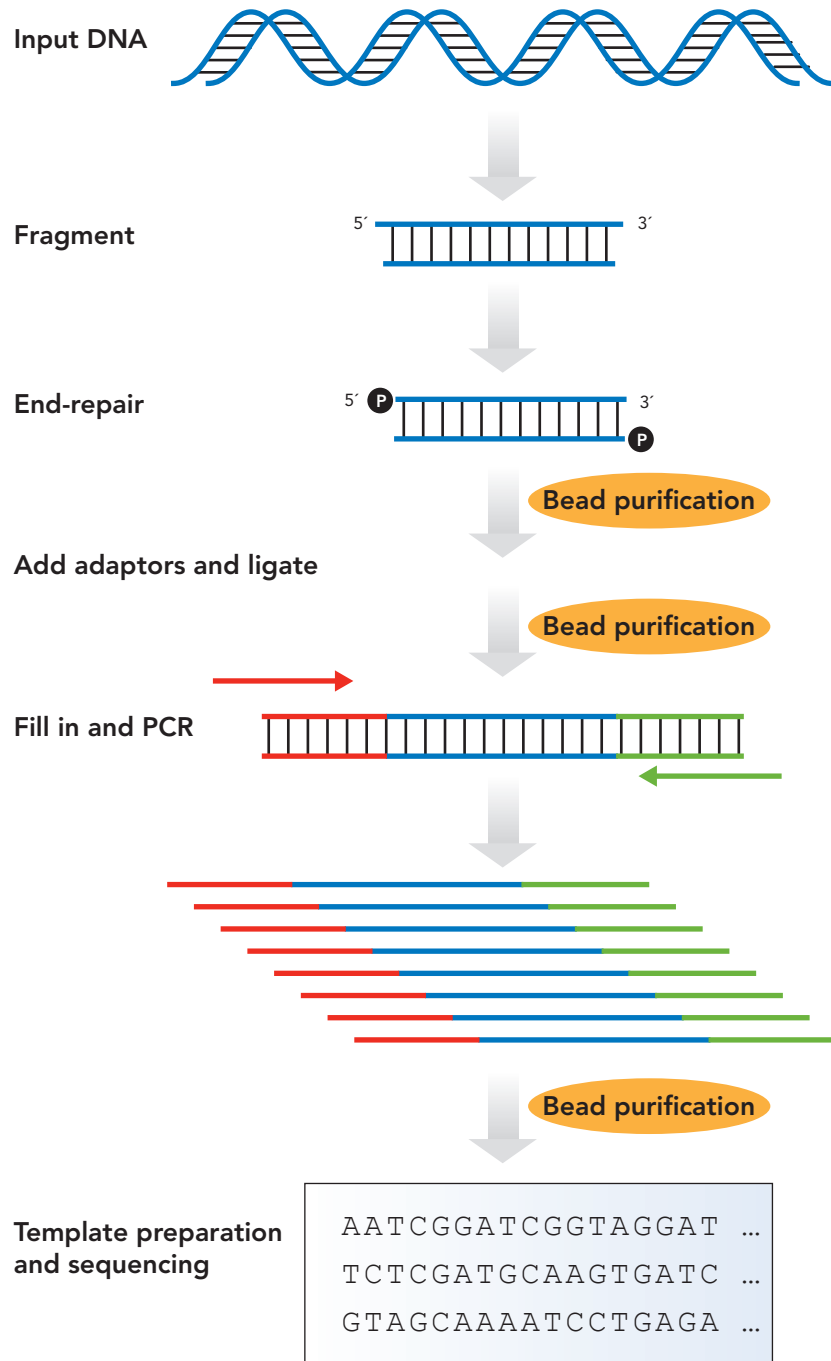 Input DNA
Fragment
5´ 3´
End-repair
5´ P 3´
P
Bead purification
Add adaptors and ligate
Bead purification
Fill in and PCR
Bead purification
Template preparation
and sequencing
AATCGGATCGGTAGGAT ...
TCTCGATGCAAGTGATC ...
GTAGCAAAATCCTGAGA ...